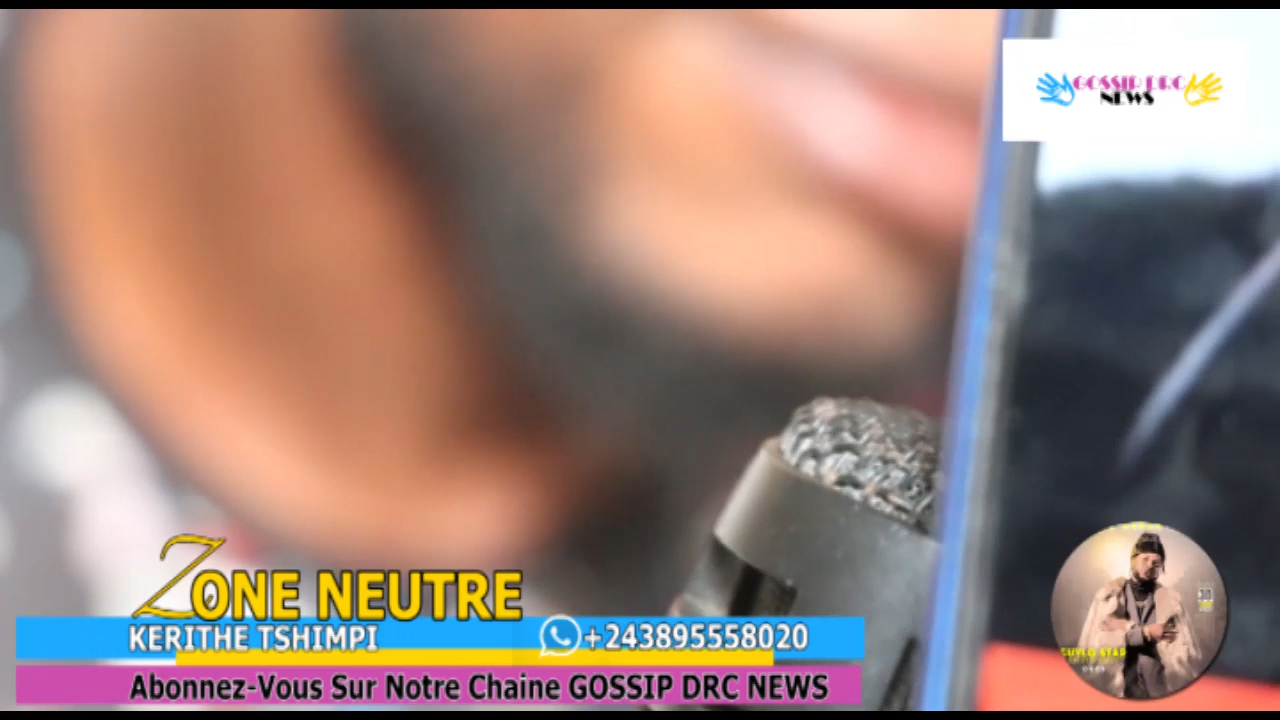 GOSSIP DRC
NEWS
ZONE NEUTRE
KERITHE TSHIMPI
+243895558020
Abonnez-Vous Sur Notre Chaine GOSSIP DRC NEWS